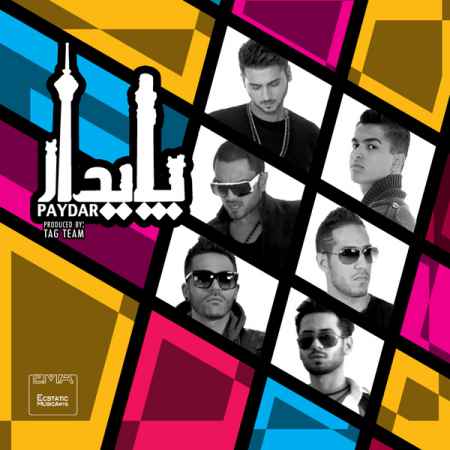 پایدار
PAYDAR
PRODUCED BY:
TAG TEAM
EMA
ECSTATIC
MUSICARTS